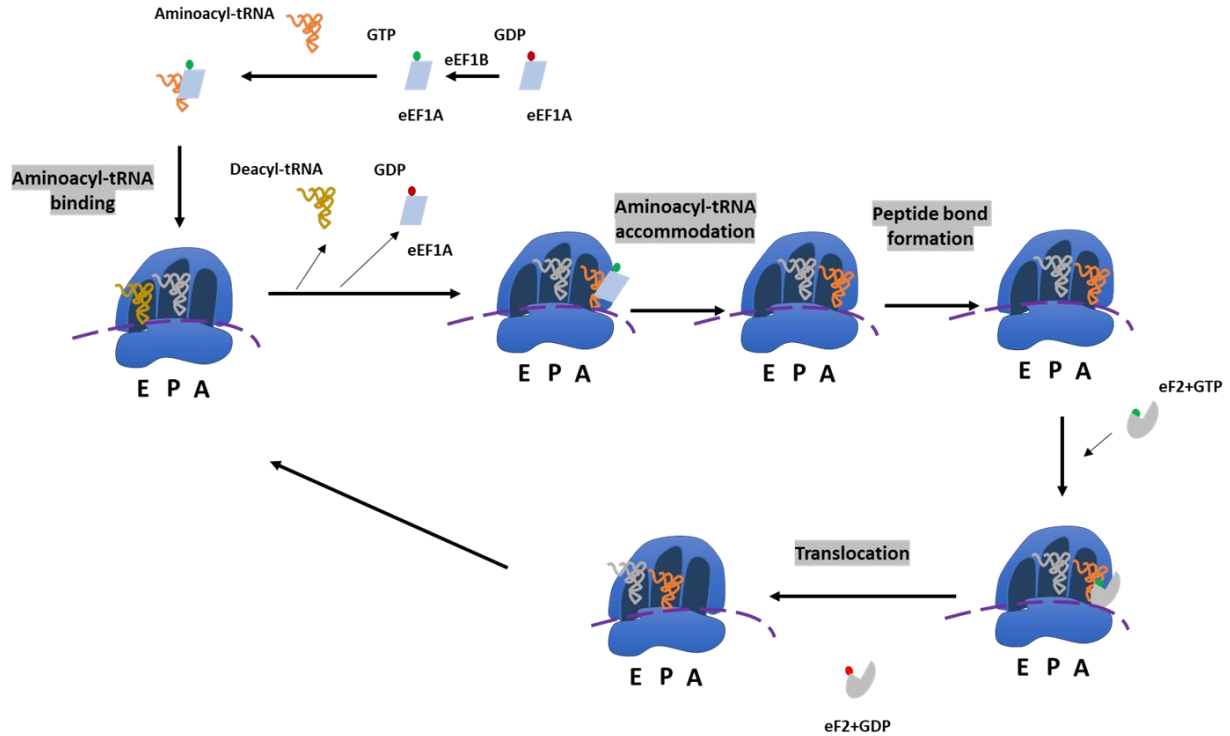 Aminoacyl-tRNA
GTP
GDP
eEF1B
eEF1A
eEF1A
Aminoacyl-tRNA
binding
Deacyl-tRNA
GDP
eEF1A
Aminoacyl-tRNA
accommodation
Peptide bond
formation
E P A
E P A
E P A
E P A
eF2+GTP
Translocation
E P A
E P A
eF2+GDP